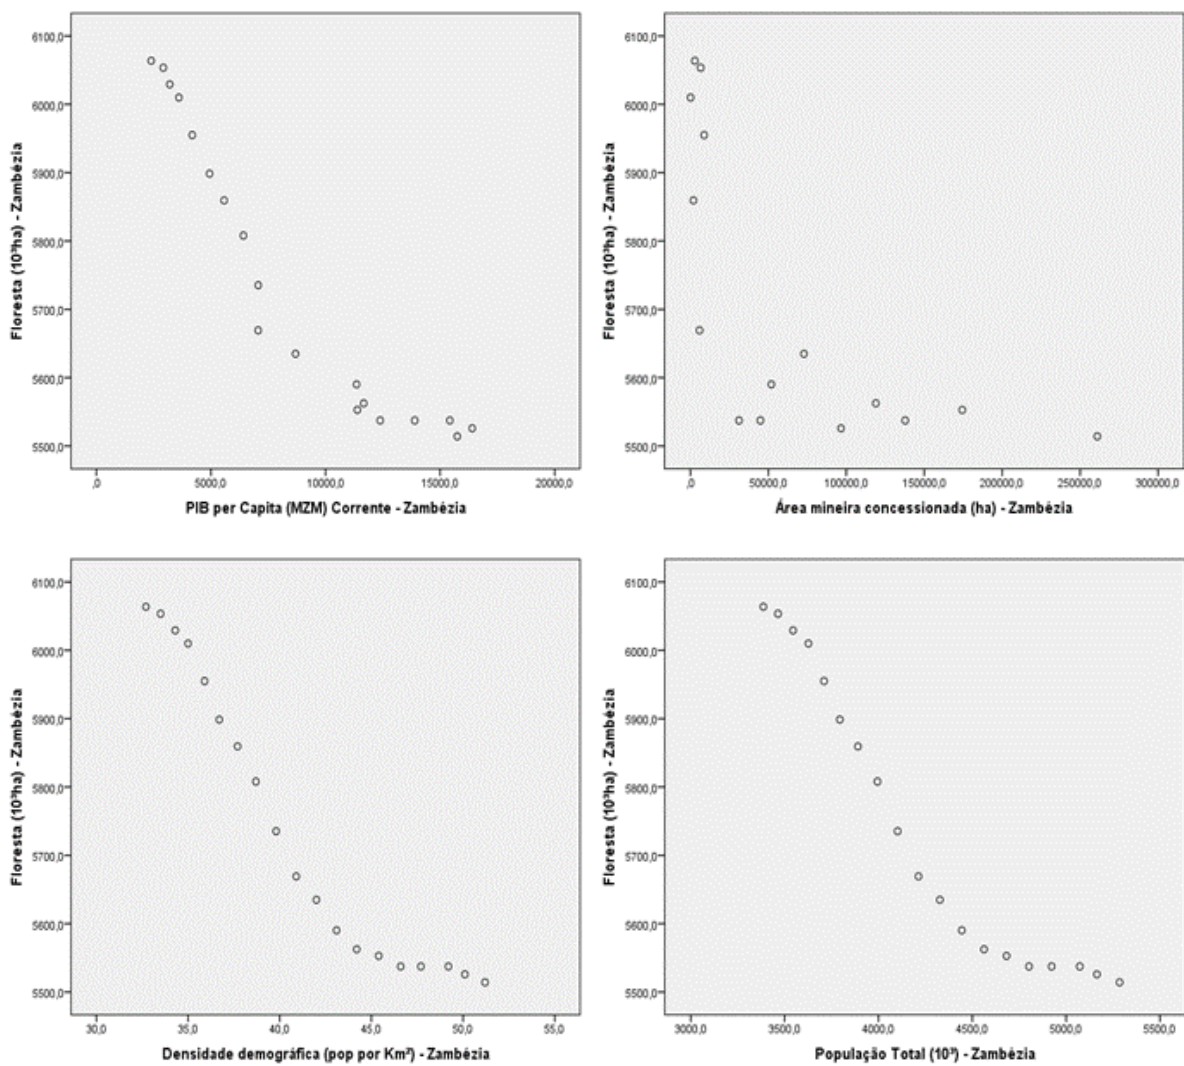 6100,0
6000,0
5900,0
5800,0
5700,0
5600,0
5500,0
Floresta (10³ha) - Zambézia
,0 5000,0 10000,0 15000,0 20000,0
PIB per Capita (MZM) Corrente - Zambézia
6100,0
6000,0
5900,0
5800,0
5700,0
5600,0
5500,0
Floresta (10³ha) - Zambézia
,0 50000,0 100000,0 150000,0 200000,0 250000,0 300000,0
Área mineira concessionada (ha) - Zambézia
6100,0
6000,0
5900,0
5800,0
5700,0
5600,0
5500,0
Floresta (10³ha) - Zambézia
30,0 35,0 40,0 45,0 50,0 55,0
Densidade demográfica (pop por Km²) - Zambézia
6100,0
6000,0
5900,0
5800,0
5700,0
5600,0
5500,0
Floresta (10³ha) - Zambézia
3000,0 3500,0 4000,0 4500,0 5000,0 5500,0
População Total (10³) - Zambézia